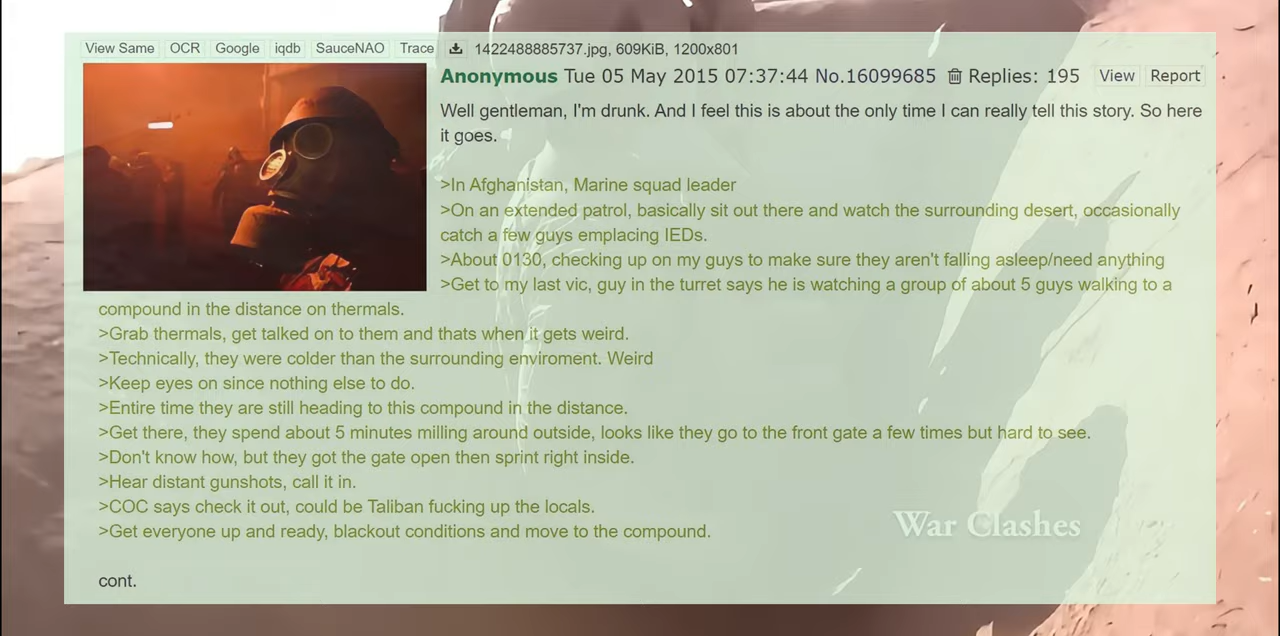 View Same OCR Google iqdb SauceNAO Trace 1422488885737.jpg, 609KiB, 1200x801
Anonymous Tue 05 May 2015 07:37:44 No.16099685 Replies: 195 View Report
Well gentleman, I'm drunk. And I feel this is about the only time I can really tell this story. So here
it goes.
>In Afghanistan, Marine squad leader
>On an extended patrol, basically sit out there and watch the surrounding desert, occasionally
catch a few guys emplacing IEDs.
>About 0130, checking up on my guys to make sure they aren't falling asleep/need anything
>Get to my last vic, guy in the turret says he is watching a group of about 5 guys walking to a
compound in the distance on thermals.
>Grab thermals, get talked on to them and thats when it gets weird.
>Technically, they were colder than the surrounding enviroment. Weird
>Keep eyes on since nothing else to do.
>Entire time they are still heading to this compound in the distance.
>Get there, they spend about 5 minutes milling around outside, looks like they go to the front gate a few times but hard to see.
>Don't know how, but they got the gate open then sprint right inside.
>Hear distant gunshots, call it in.
>COC says check it out, could be Taliban fucking up the locals.
>Get everyone up and ready, blackout conditions and move to the compound.
War Clashes
cont.